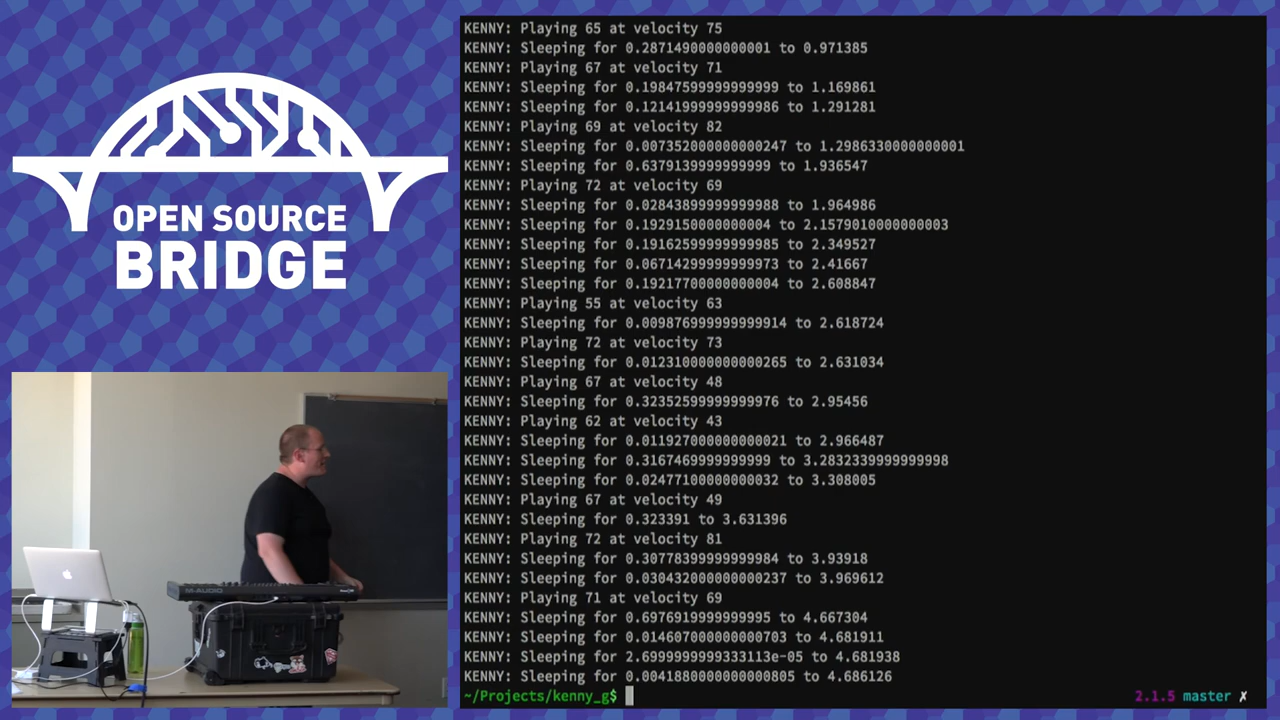 OPEN SOURCE
BRIDGE
M-AUDIO
KENNY: Playing 65 at velocity 75
KENNY: Sleeping for 0.2871490000000001 to 0.971385
KENNY: Playing 67 at velocity 71
KENNY: Sleeping for 0.19847599999999999 to 1.169861
KENNY: Sleeping for 0.12141999999999986 to 1.291281
KENNY: Playing 69 at velocity 82
KENNY: Sleeping for 0.007352000000000247 to 1.2986330000000001
KENNY: Sleeping for 0.6379139999999999 to 1.936547
KENNY: Playing 72 at velocity 69
KENNY: Sleeping for 0.02843899999999988 to 1.964986
KENNY: Sleeping for 0.19291500000000004 to 2.1579010000000003
KENNY: Sleeping for 0.19162599999999985 to 2.349527
KENNY: Sleeping for 0.06714299999999973 to 2.41667
KENNY: Sleeping for 0.19217700000000004 to 2.608847
KENNY: Playing 55 at velocity 63
KENNY: Sleeping for 0.009876999999999914 to 2.618724
KENNY: Playing 72 at velocity 73
KENNY: Sleeping for 0.012310000000000265 to 2.631034
KENNY: Playing 67 at velocity 48
KENNY: Sleeping for 0.32352599999999976 to 2.95456
KENNY: Playing 62 at velocity 43
KENNY: Sleeping for 0.011927000000000021 to 2.966487
KENNY: Sleeping for 0.3167469999999999 to 3.2832339999999998
KENNY: Sleeping for 0.02477100000000032 to 3.308005
KENNY: Playing 67 at velocity 49
KENNY: Sleeping for 0.323391 to 3.631396
KENNY: Playing 72 at velocity 81
KENNY: Sleeping for 0.30778399999999984 to 3.93918
KENNY: Sleeping for 0.030432000000000237 to 3.969612
KENNY: Playing 71 at velocity 69
KENNY: Sleeping for 0.6976919999999995 to 4.667304
KENNY: Sleeping for 0.014607000000000703 to 4.681911
KENNY: Sleeping for 2.6999999999333113e-05 to 4.681938
KENNY: Sleeping for 0.0041880000000000805 to 4.686126
~/Projects/kenny_g$ 2.1.5 master ✗